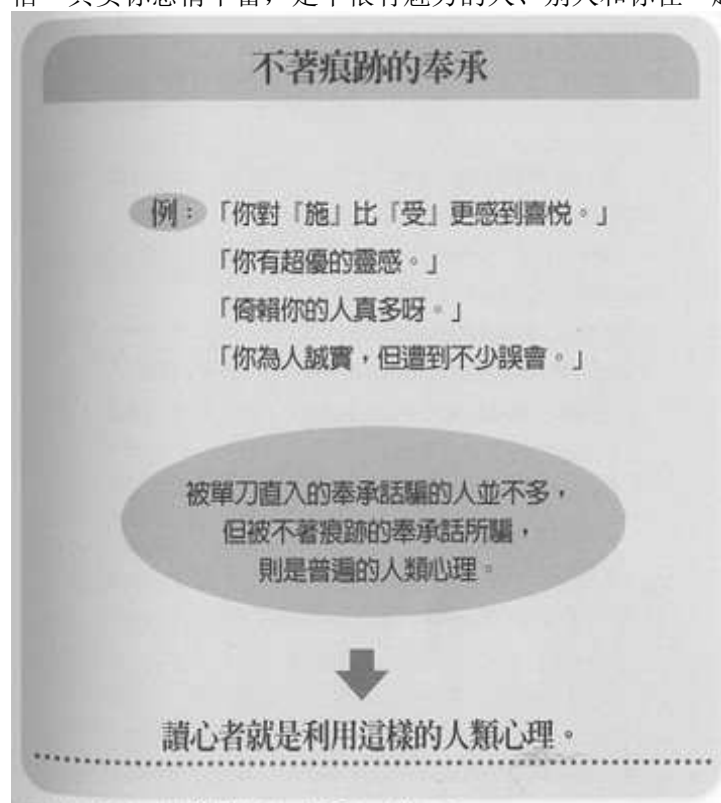 不著痕跡的奉承
例：「你對『施』比『受』更感到喜悅。」
「你有超優的靈感。」
「倚賴你的人真多呀。」
「你為人誠實，但遭到不少誤會。」
被單刀直入的奉承話騙的人並不多，
但被不著痕跡的奉承話所騙，
則是普遍的人類心理。
讀心者就是利用這樣的人類心理。